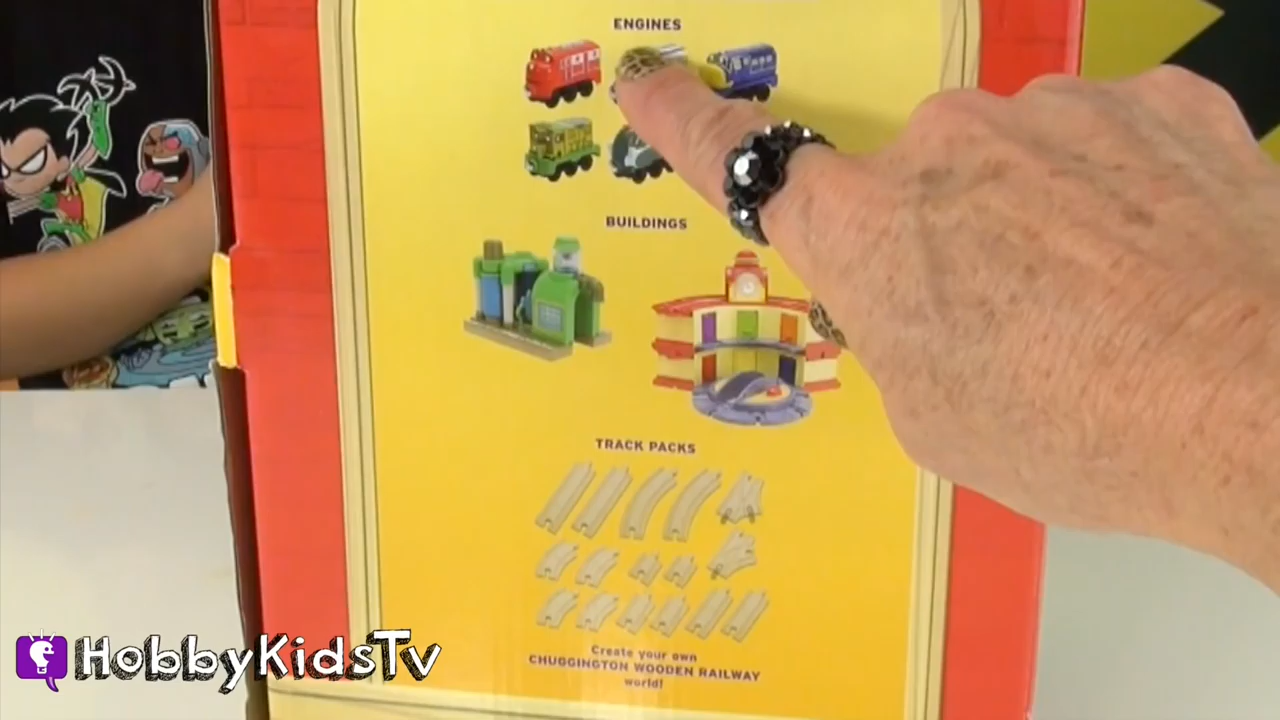 ENGINES
BUILDINGS
TRACK PACKS
Create your own
CHUGGINGTON WOODEN RAILWAY
world!
HobbyKidsTv